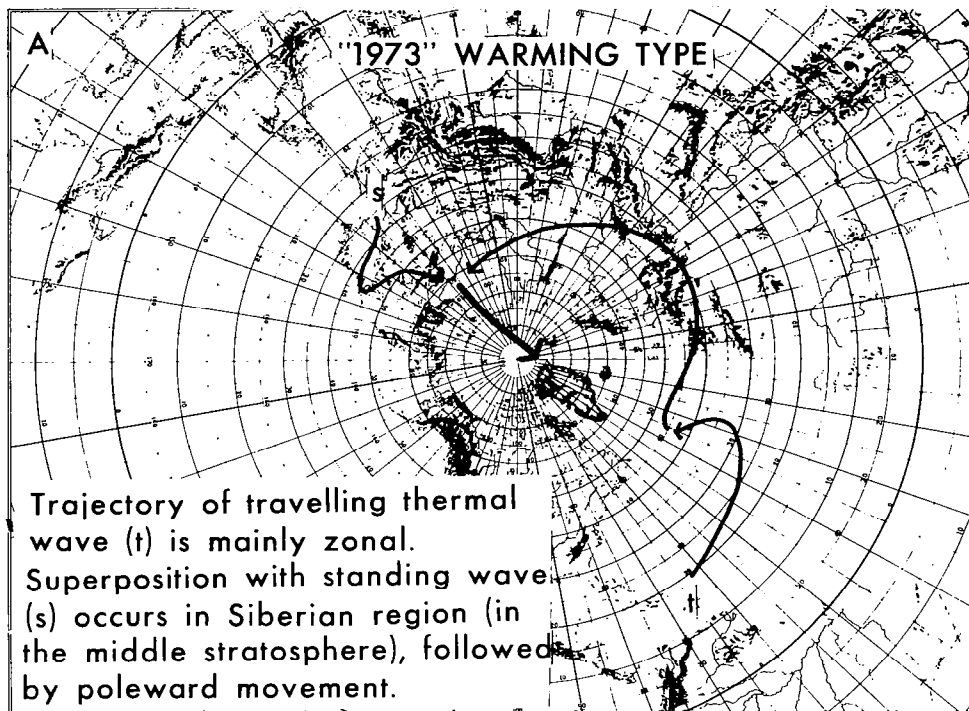 A
"1973" WARMING TYPE
S
t
Trajectory of travelling thermal
wave (t) is mainly zonal.
Superposition with standing wave
(s) occurs in Siberian region (in
the middle stratosphere), followed
by poleward movement.